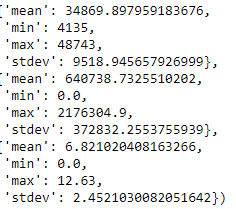 {'mean': 34869.897959183676,
'min': 4135,
'max': 48743,
'stdev': 9518.945657926999},
{'mean': 640738.7325510202,
'min': 0.0,
'max': 2176304.9,
'stdev': 372832.2553755939},
{'mean': 6.821020408163266,
'min': 0.0,
'max': 12.63,
'stdev': 2.4521030082051642})